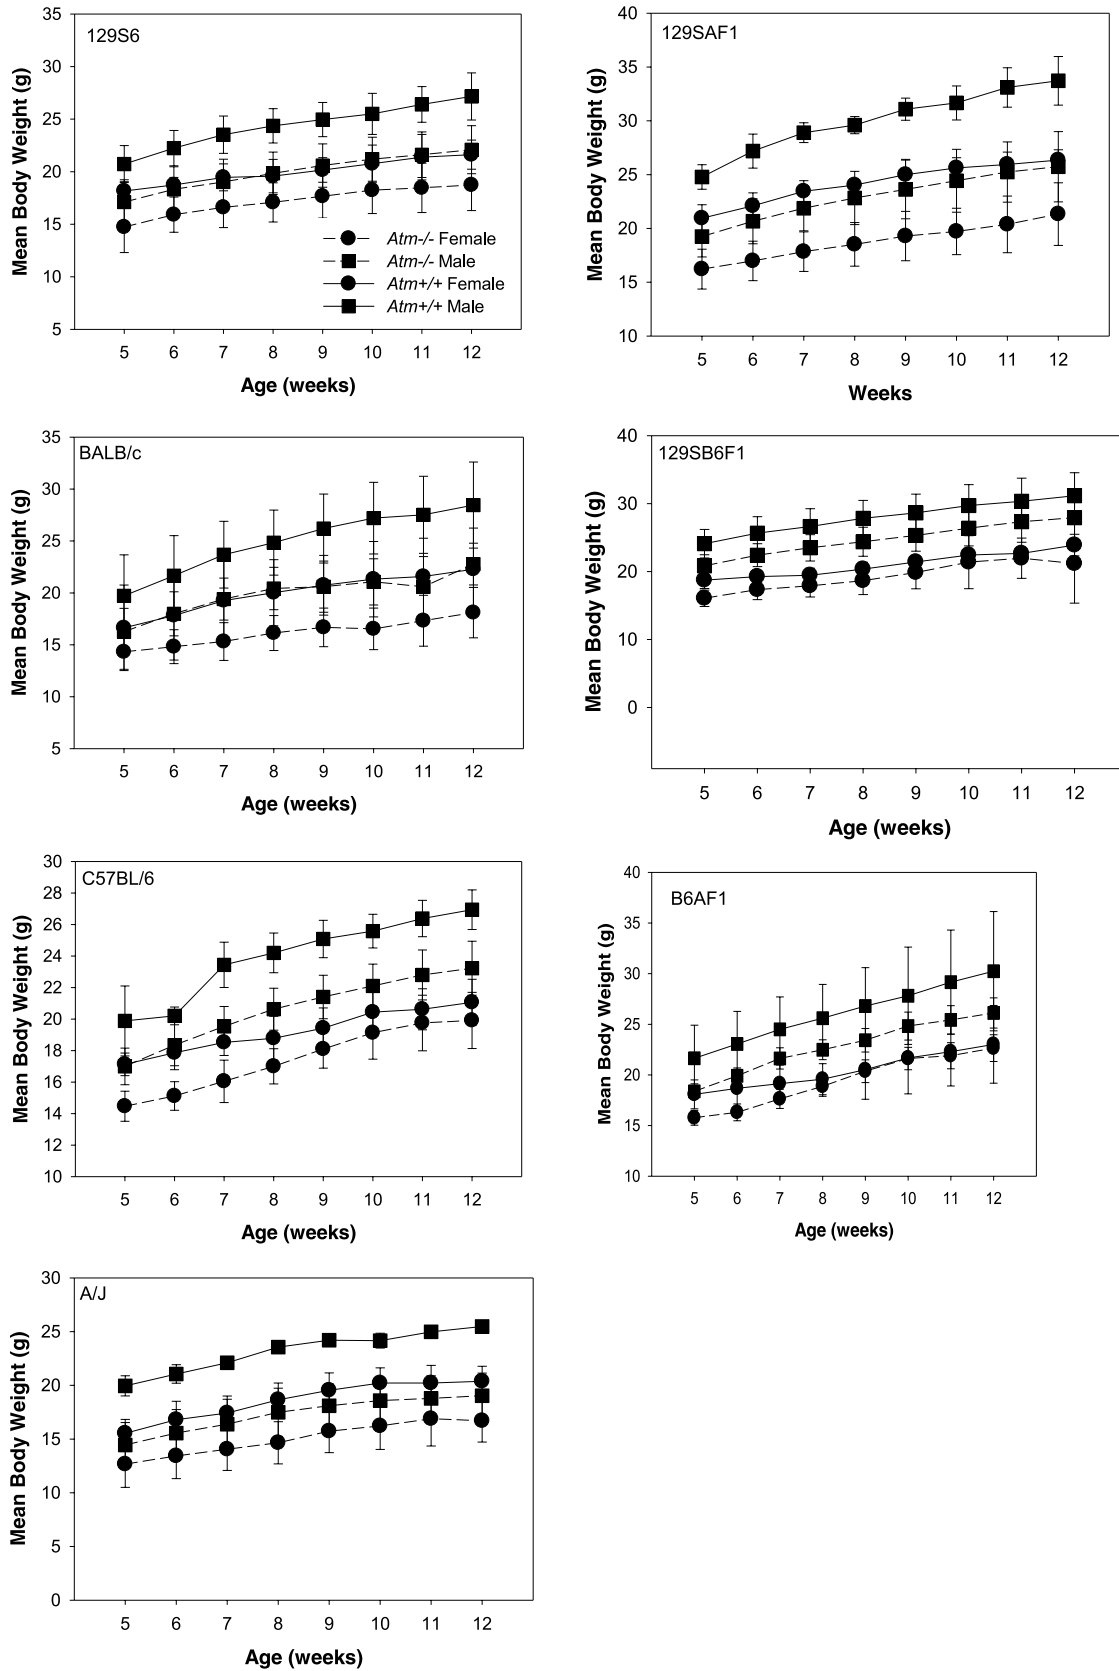 129S6
Mean Body Weight (g)
35
30
25
20
15
10
5
Atm-/- Female
Atm-/- Male
Atm+/+ Female
Atm+/+ Male
5 6 7 8 9 10 11 12
Age (weeks)
129SAF1
Mean Body Weight (g)
40
35
30
25
20
15
10
5 6 7 8 9 10 11 12
Weeks
BALB/c
Mean Body Weight (g)
35
30
25
20
15
10
5
5 6 7 8 9 10 11 12
Age (weeks)
129SB6F1
Mean Body Weight (g)
40
30
20
10
0
5 6 7 8 9 10 11 12
Age (weeks)
C57BL/6
Mean Body Weight (g)
30
28
26
24
22
20
18
16
14
12
10
5 6 7 8 9 10 11 12
Age (weeks)
B6AF1
Mean Body Weight (g)
40
35
30
25
20
15
10
5 6 7 8 9 10 11 12
Age (weeks)
A/J
Mean Body Weight (g)
30
25
20
15
10
5
0
5 6 7 8 9 10 11 12
Age (weeks)